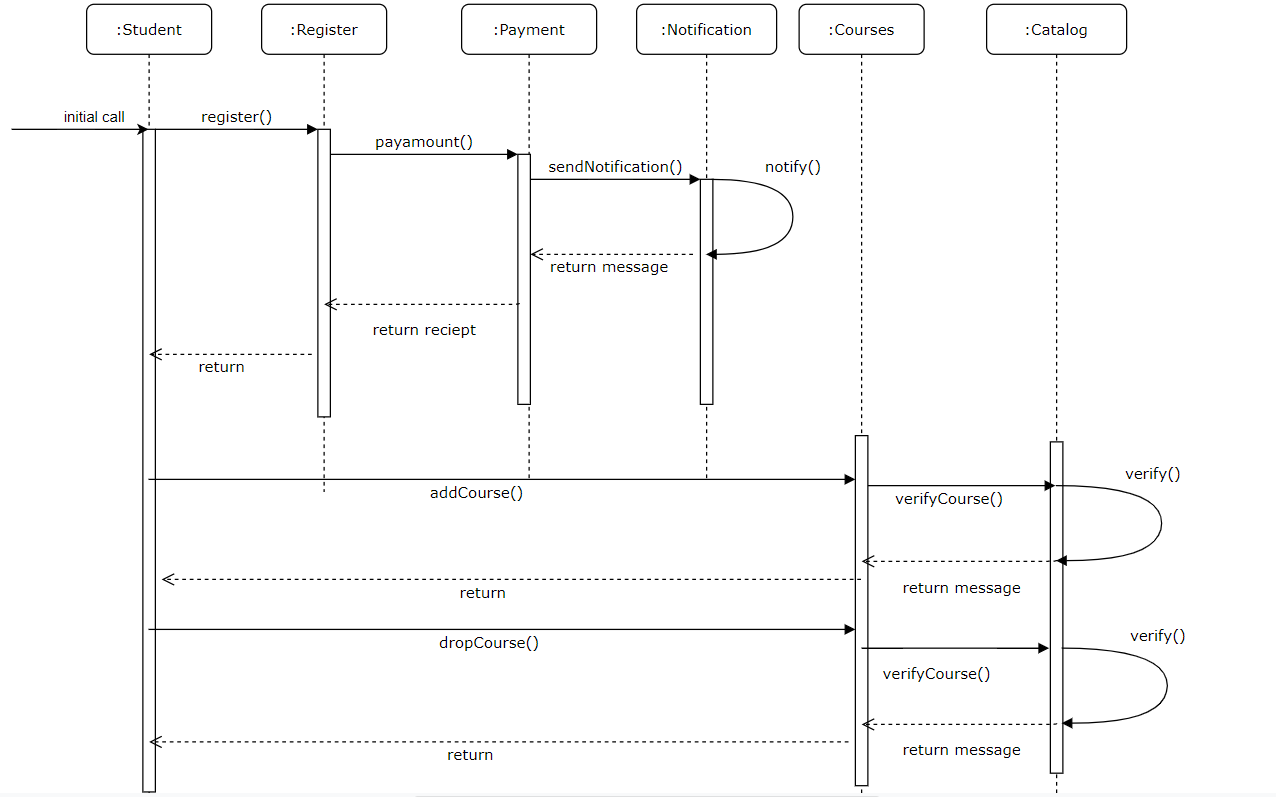 :Student
:Register
:Payment
:Notification
:Courses
:Catalog
initial call
register()
payamount()
sendNotification()
notify()
return message
return reciept
return
addCourse()
verify()
verifyCourse()
return message
return
dropCourse()
verify()
verifyCourse()
return message
return